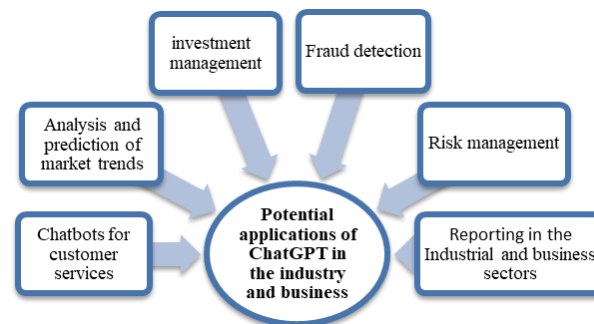 investment
management
Fraud detection
Analysis and
prediction of
market trends
Risk management
Chatbots for
customer
services
Potential
applications of
ChatGPT in
the industry
and business
Reporting in the
Industrial and business
sectors